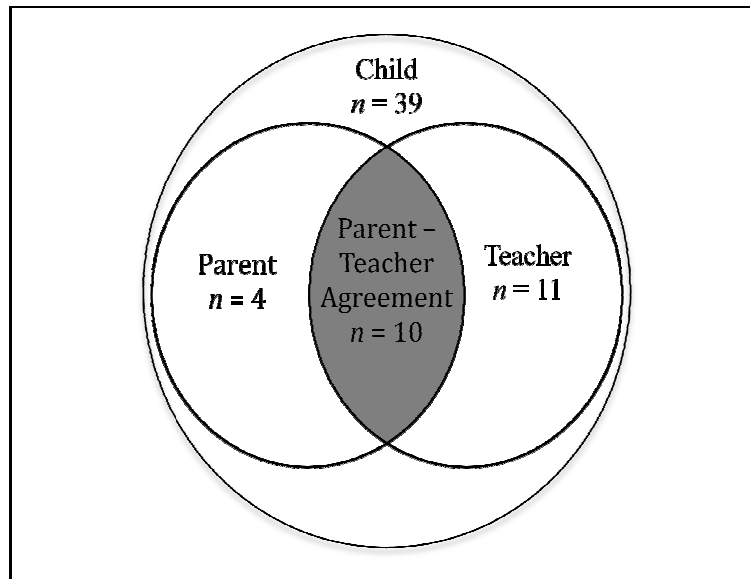 Child
n = 39
Parent
n = 4
Parent –
Teacher
Agreement
n = 10
Teacher
n = 11